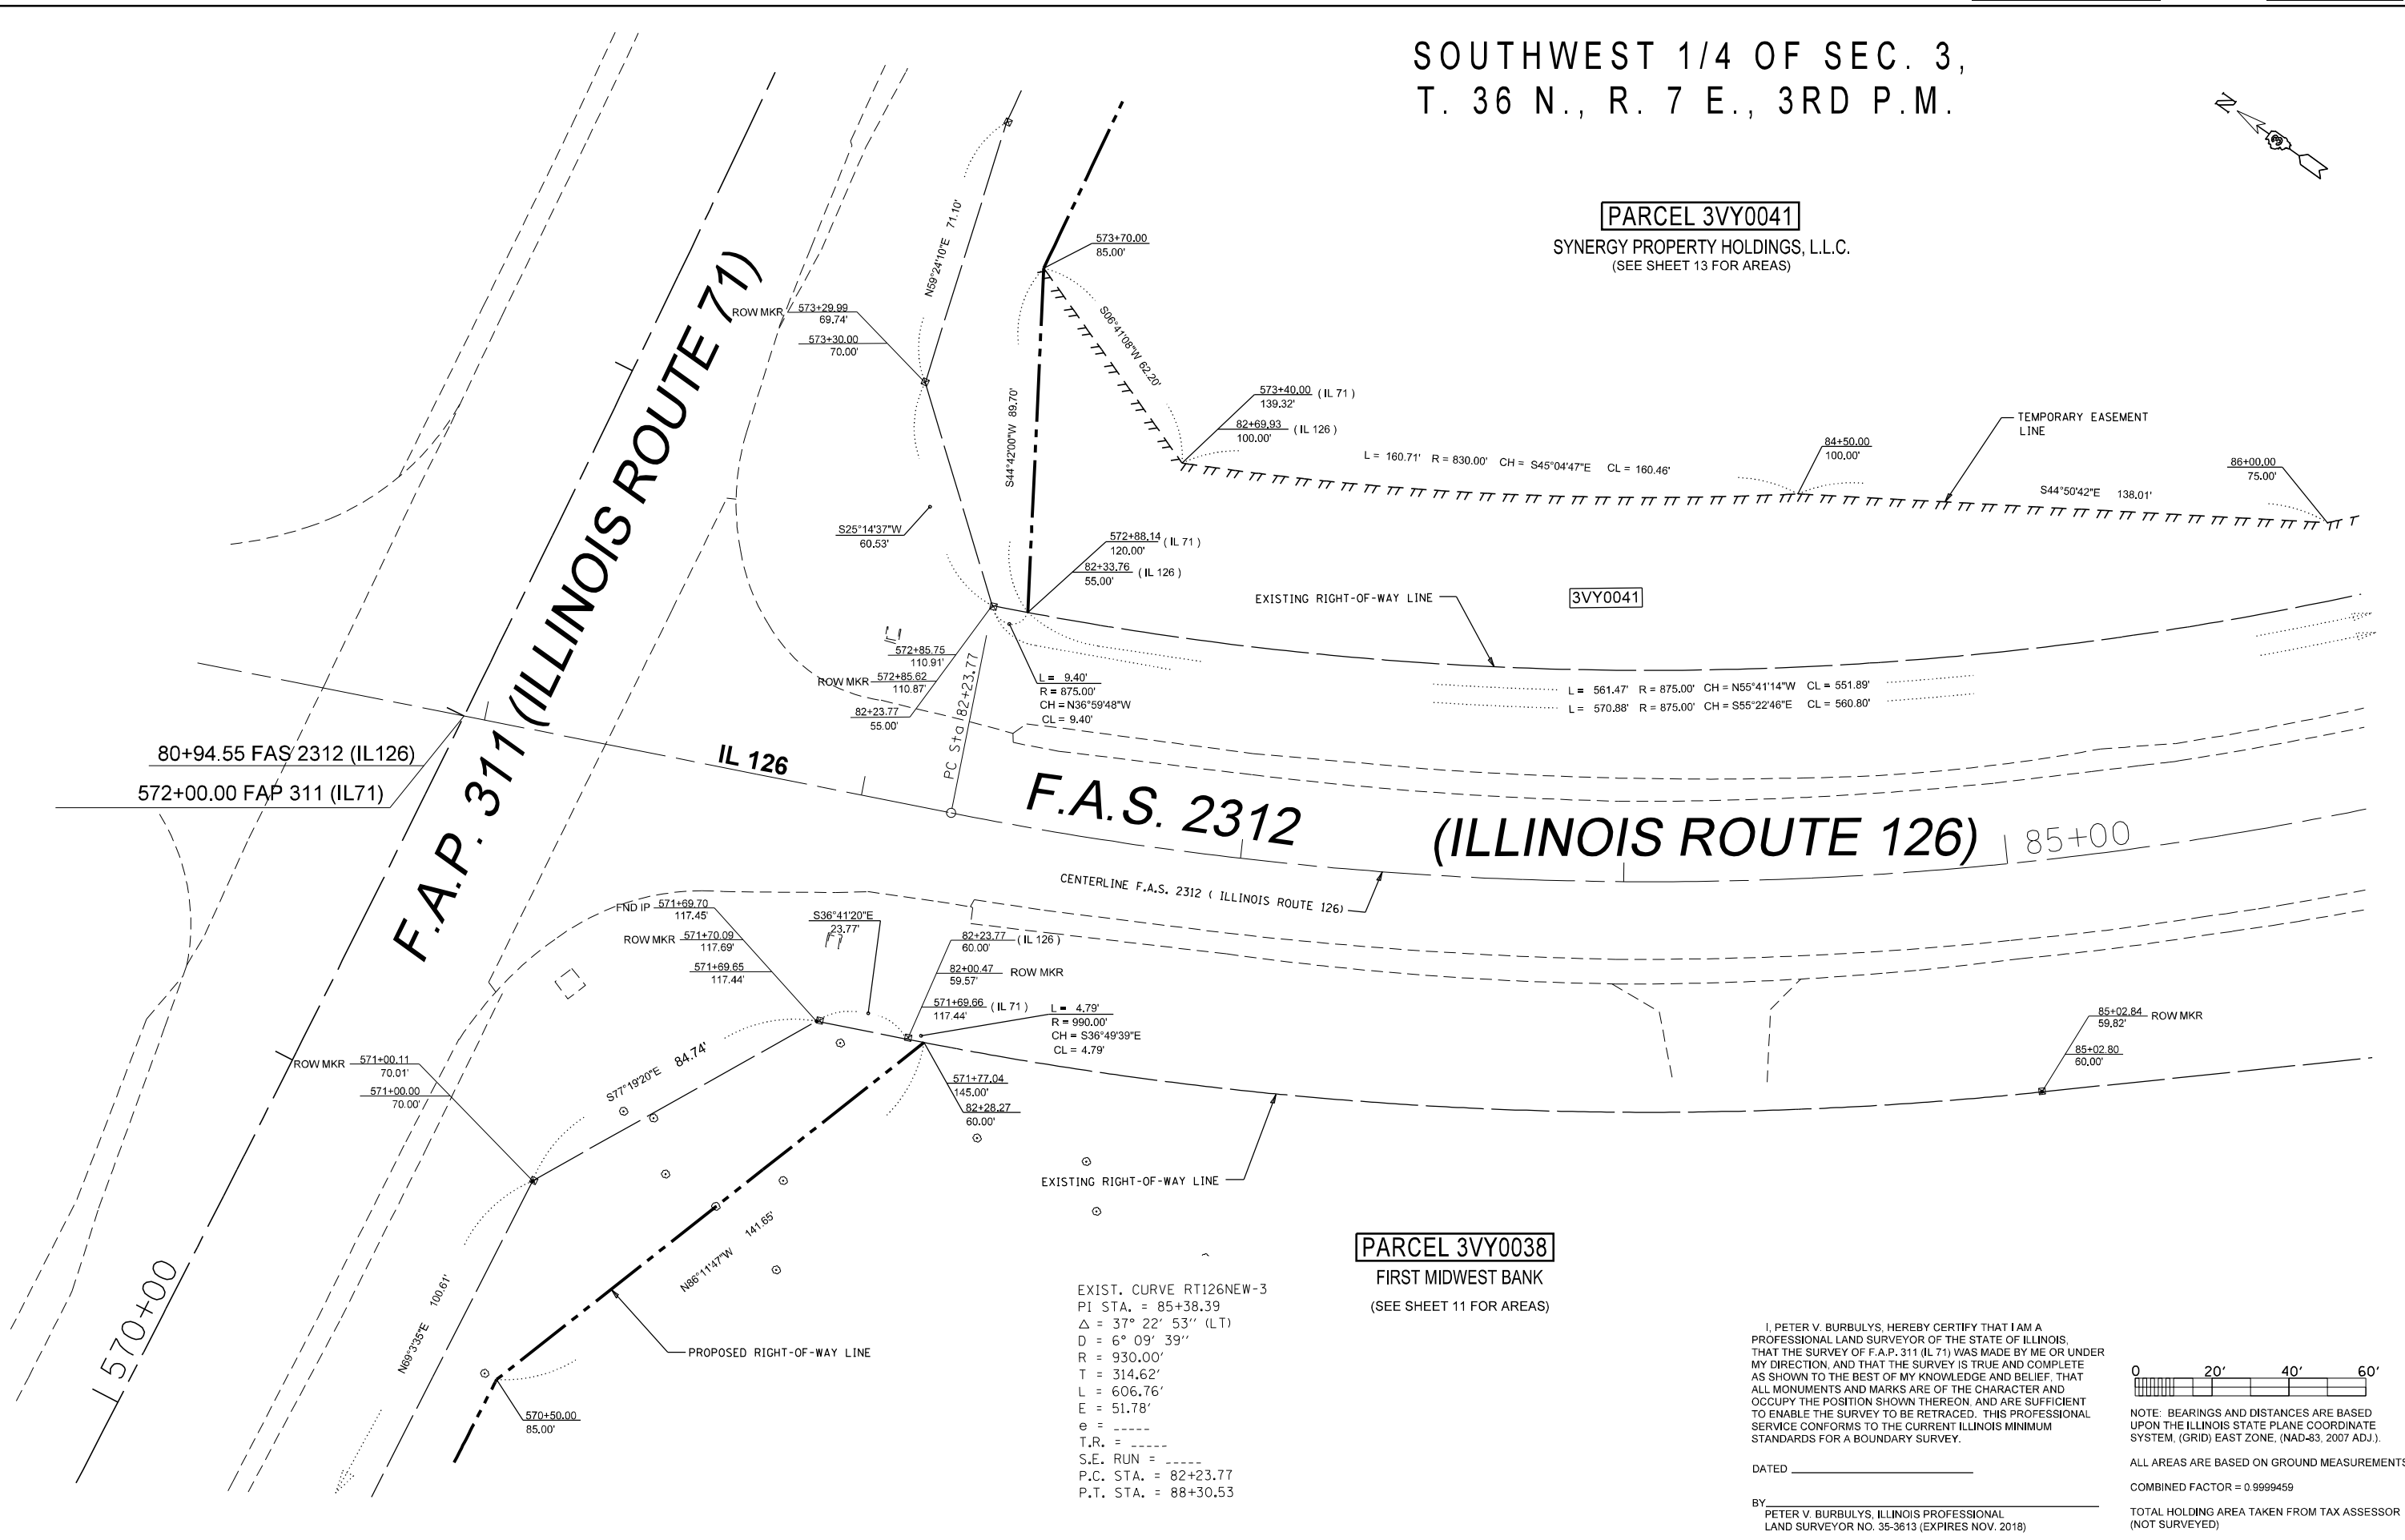 SOUTHWEST 1/4 OF SEC. 3,
T. 36 N., R. 7 E., 3RD P.M.
N
3
PARCEL 3VY0041
SYNERGY PROPERTY HOLDINGS, L.L.C.
(SEE SHEET 13 FOR AREAS)
573+70.00
85.00'
N59°24'10"E 71.10'
ROW MKR 573+29.99
69.74'
573+30.00
70.00'
S06°41'08"W 62.20'
S44°42'00"W 89.70'
573+40.00 (IL 71)
139.32'
82+69.93 (IL 126)
100.00'
TEMPORARY EASEMENT
LINE
84+50.00
100.00'
L = 160.71' R = 830.00' CH = S45°04'47"E CL = 160.46'
86+00.00
75.00'
S44°50'42"E 138.01'
S25°14'37"W
60.53'
572+88.14 (IL 71)
120.00'
82+33.76 (IL 126)
55.00'
EXISTING RIGHT-OF-WAY LINE
3VY0041
572+85.75
110.91'
ROW MKR 572+85.62
110.87'
82+23.77
55.00'
PC Sta 82+23.77
L = 9.40'
R = 875.00'
CH = N36°59'48"W
CL = 9.40'
L = 561.47' R = 875.00' CH = N55°41'14"W CL = 551.89'
L = 570.88' R = 875.00' CH = S55°22'46"E CL = 560.80'
F.A.P. 311 (ILLINOIS ROUTE 71)
80+94.55 FAS 2312 (IL126)
572+00.00 FAP 311 (IL71)
IL 126
F.A.S. 2312 (ILLINOIS ROUTE 126)
85+00
CENTERLINE F.A.S. 2312 ( ILLINOIS ROUTE 126)
FND IP 571+69.70
117.45'
ROW MKR 571+70.09
117.69'
571+69.65
117.44'
S36°41'20"E
23.77'
82+23.77 (IL 126)
60.00'
82+00.47 ROW MKR
59.57'
571+69.66 (IL 71)
117.44'
L = 4.79'
R = 990.00'
CH = S36°49'39"E
CL = 4.79'
85+02.84 ROW MKR
59.82'
85+02.80
60.00'
ROW MKR 571+00.11
70.01'
571+00.00
70.00'
S77°19'20"E 84.74'
571+77.04
145.00'
82+28.27
60.00'
EXISTING RIGHT-OF-WAY LINE
N86°11'47"W 141.65'
N69°3'35"E 100.61'
570+00
PROPOSED RIGHT-OF-WAY LINE
570+50.00
85.00'
PARCEL 3VY0038
FIRST MIDWEST BANK
(SEE SHEET 11 FOR AREAS)
EXIST. CURVE RT126NEW-3
PI STA. = 85+38.39
Δ = 37° 22' 53'' (LT)
D = 6° 09' 39''
R = 930.00'
T = 314.62'
L = 606.76'
E = 51.78'
e = _____
T.R. = _____
S.E. RUN = _____
P.C. STA. = 82+23.77
P.T. STA. = 88+30.53
I, PETER V. BURBULYS, HEREBY CERTIFY THAT I AM A
PROFESSIONAL LAND SURVEYOR OF THE STATE OF ILLINOIS,
THAT THE SURVEY OF F.A.P. 311 (IL 71) WAS MADE BY ME OR UNDER
MY DIRECTION, AND THAT THE SURVEY IS TRUE AND COMPLETE
AS SHOWN TO THE BEST OF MY KNOWLEDGE AND BELIEF, THAT
ALL MONUMENTS AND MARKS ARE OF THE CHARACTER AND
OCCUPY THE POSITION SHOWN THEREON, AND ARE SUFFICIENT
TO ENABLE THE SURVEY TO BE RETRACED. THIS PROFESSIONAL
SERVICE CONFORMS TO THE CURRENT ILLINOIS MINIMUM
STANDARDS FOR A BOUNDARY SURVEY.
DATED
BY
PETER V. BURBULYS, ILLINOIS PROFESSIONAL
LAND SURVEYOR NO. 35-3613 (EXPIRES NOV. 2018)
0 20' 40' 60'
NOTE: BEARINGS AND DISTANCES ARE BASED
UPON THE ILLINOIS STATE PLANE COORDINATE
SYSTEM, (GRID) EAST ZONE, (NAD-83, 2007 ADJ.).
ALL AREAS ARE BASED ON GROUND MEASUREMENTS
COMBINED FACTOR = 0.9999459
TOTAL HOLDING AREA TAKEN FROM TAX ASSESSOR
(NOT SURVEYED)